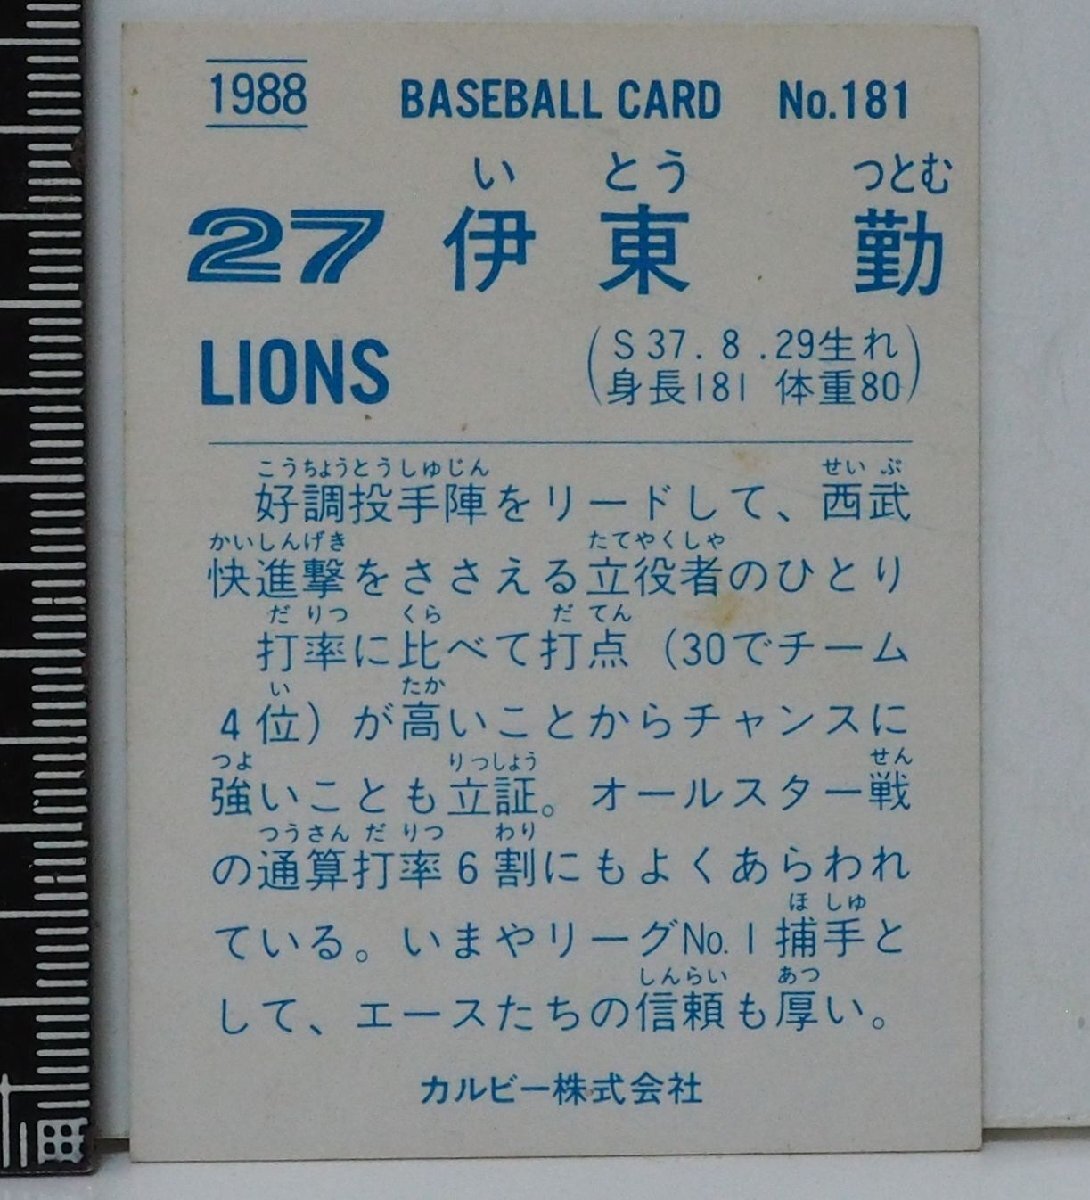 1988 BASEBALL CARD No.181
い とう つとむ
27 伊東 勤
LIONS
(S37.8.29生れ
身長181 体重80)
こうちょうとうしゅじん せいぶ
好調投手陣をリードして、西武
かいしんげき たてやくしゃ
快進撃をささえる立役者のひとり
だ りつ くら だ てん
打率に比べて打点(30でチーム
い たか
4位)が高いことからチャンスに
つよ りっしょう せん
強いことも立証。オールスター戦
つうさん だ りつ わり
の通算打率6割にもよくあらわれ
ほ しゅ
ている。いまやリーグNo.1捕手と
しんらい あつ
して、エースたちの信頼も厚い。
カルビー株式会社